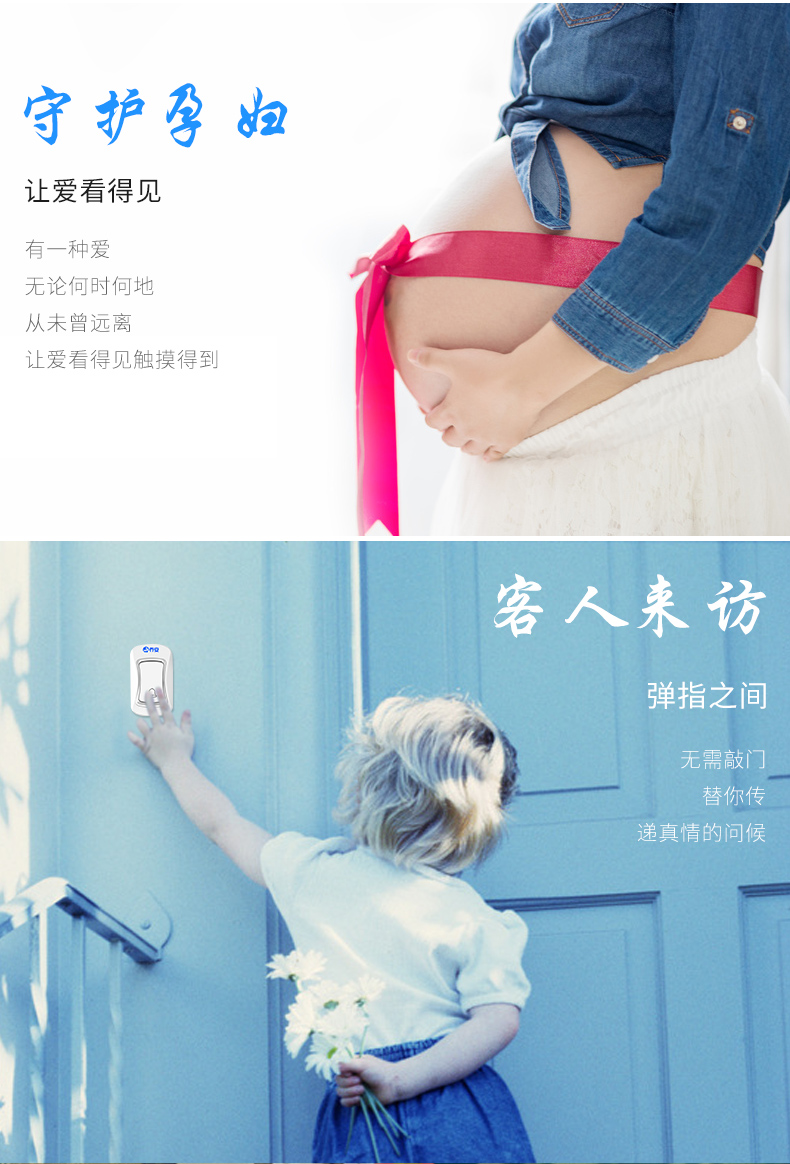 守护孕妇
让爱看得见
有一种爱
无论何时何地
从未曾远离
让爱看得见触摸得到
客人来访
弹指之间
无需敲门
替你传
递真情的问候